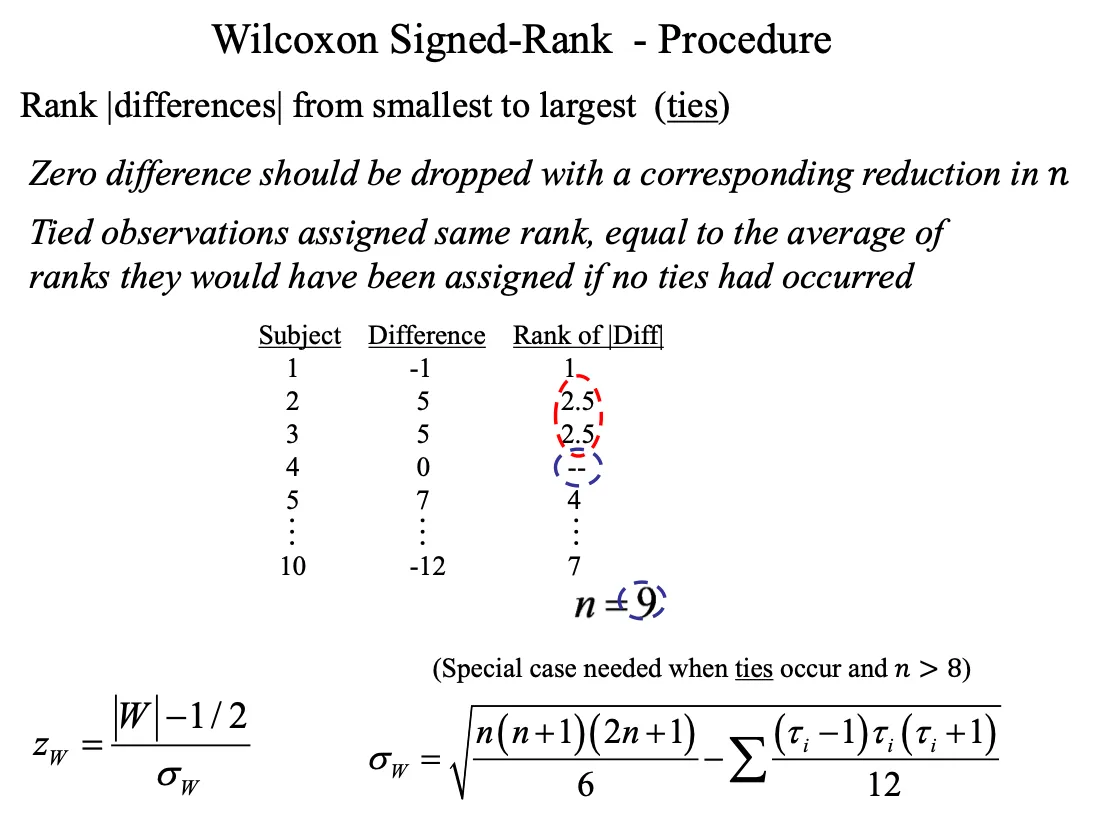 Wilcoxon Signed-Rank - Procedure
Rank |differences| from smallest to largest (ties)
Zero difference should be dropped with a corresponding reduction in n
Tied observations assigned same rank, equal to the average of
ranks they would have been assigned if no ties had occurred
Subject Difference Rank of |Diff|
1 -1 1
2 5 2.5
3 5 2.5
4 0 --
5 7 4
⋮ ⋮ ⋮
10 -12 7
n = 9
(Special case needed when ties occur and n > 8)
z_W = (|W| − 1/2) / σ_W
σ_W = √(n(n+1)(2n+1)/6 − ∑ (τ_i −1)τ_i(τ_i +1)/12)